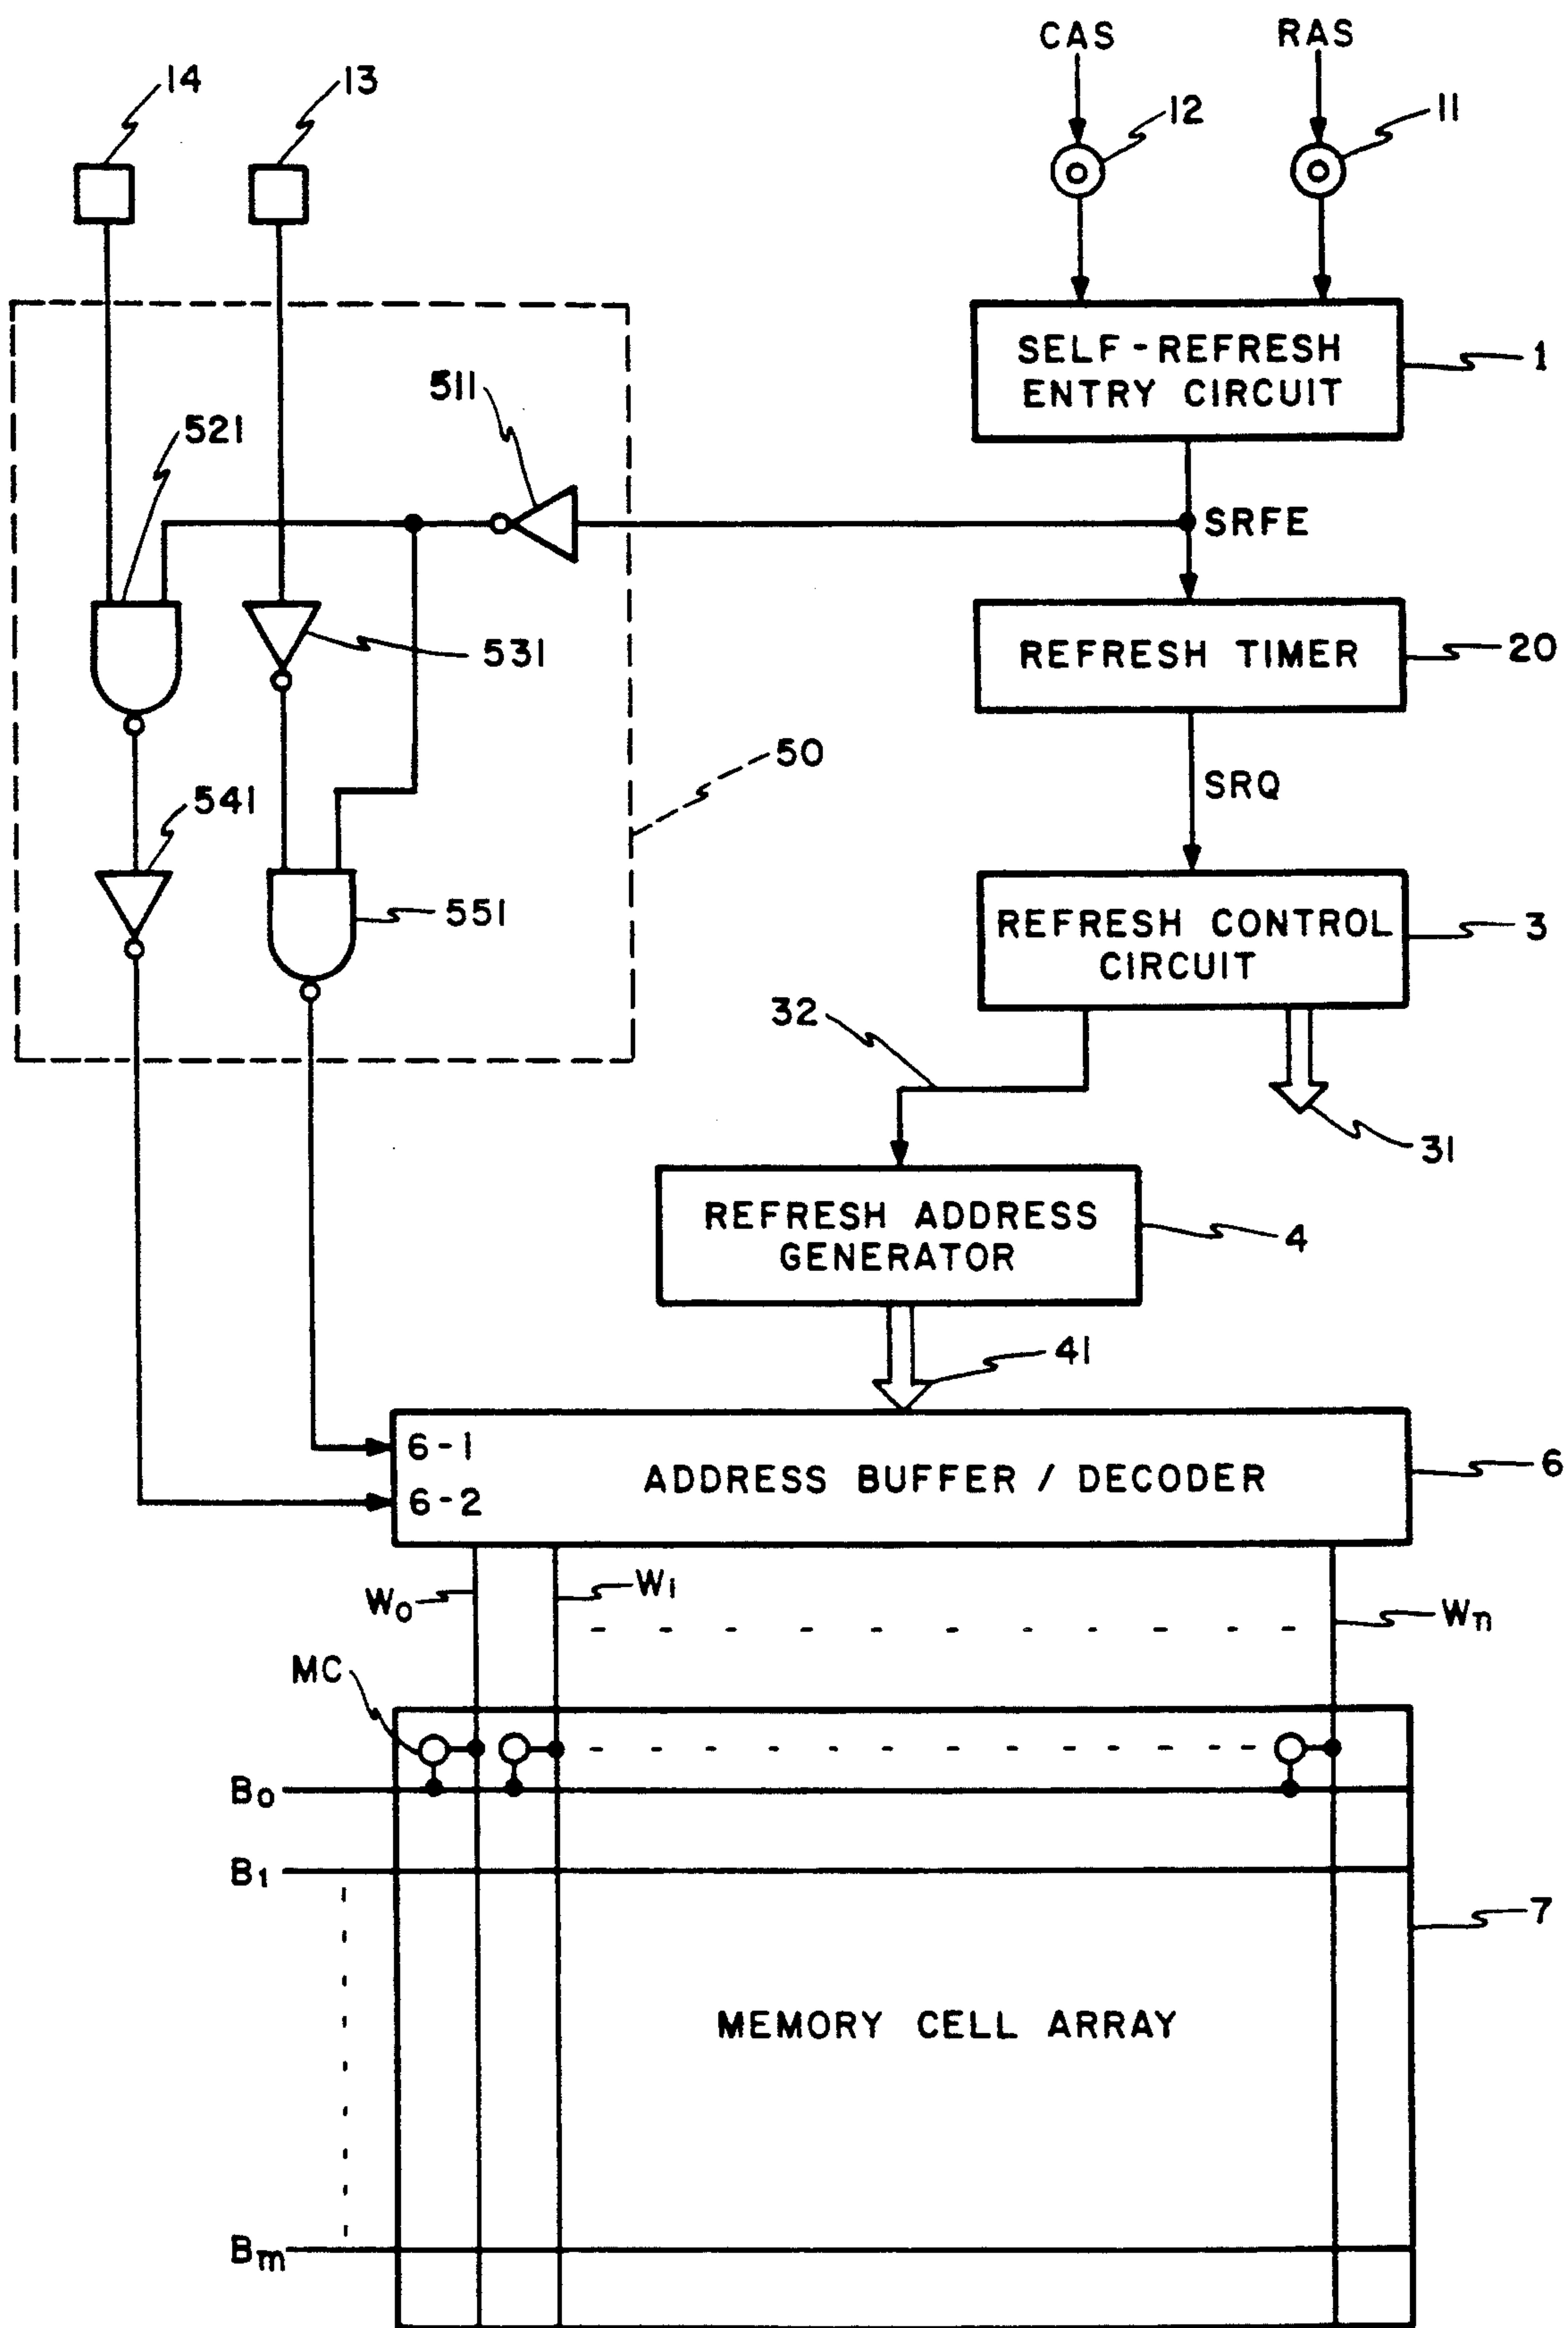 CAS RAS
14 13
12 11
SELF-REFRESH
ENTRY CIRCUIT
1
511
521
SRFE
531
REFRESH TIMER
20
50
SRQ
541
551
REFRESH CONTROL
CIRCUIT
3
32
31
REFRESH ADDRESS
GENERATOR
4
41
6-1
6-2
ADDRESS BUFFER / DECODER
6
W0 W1
Wn
MC
B0
B1
7
MEMORY CELL ARRAY
Bm